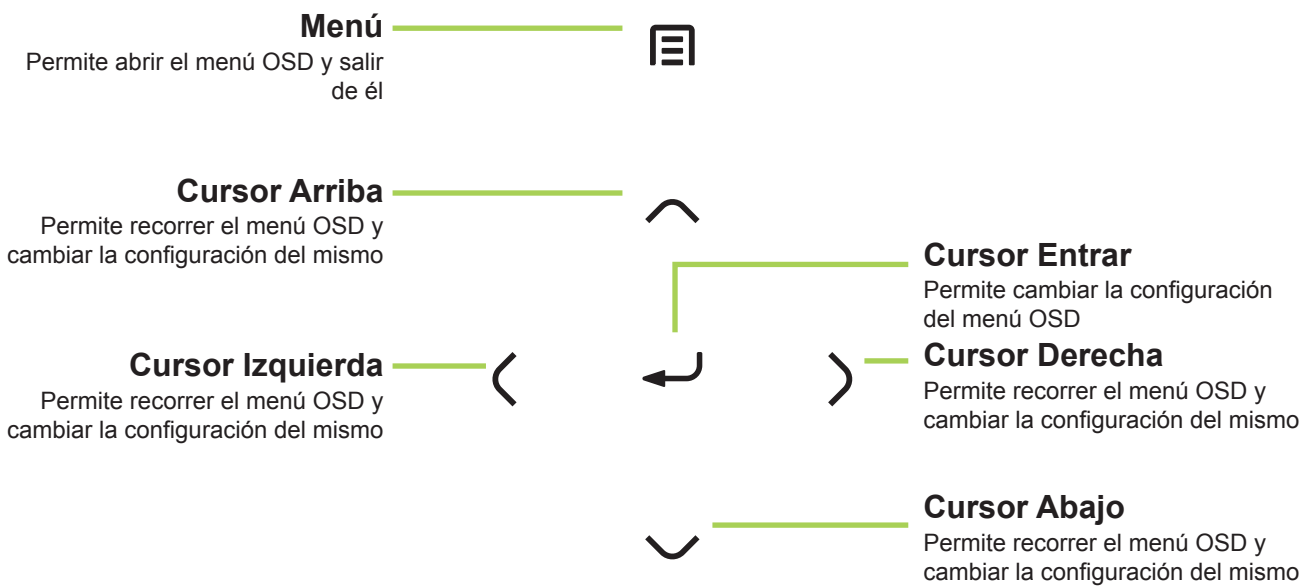 Menú
Permite abrir el menú OSD y salir
de él
Cursor Arriba
Permite recorrer el menú OSD y
cambiar la configuración del mismo
Cursor Entrar
Permite cambiar la configuración
del menú OSD
Cursor Izquierda
Permite recorrer el menú OSD y
cambiar la configuración del mismo
Cursor Derecha
Permite recorrer el menú OSD y
cambiar la configuración del mismo
Cursor Abajo
Permite recorrer el menú OSD y
cambiar la configuración del mismo